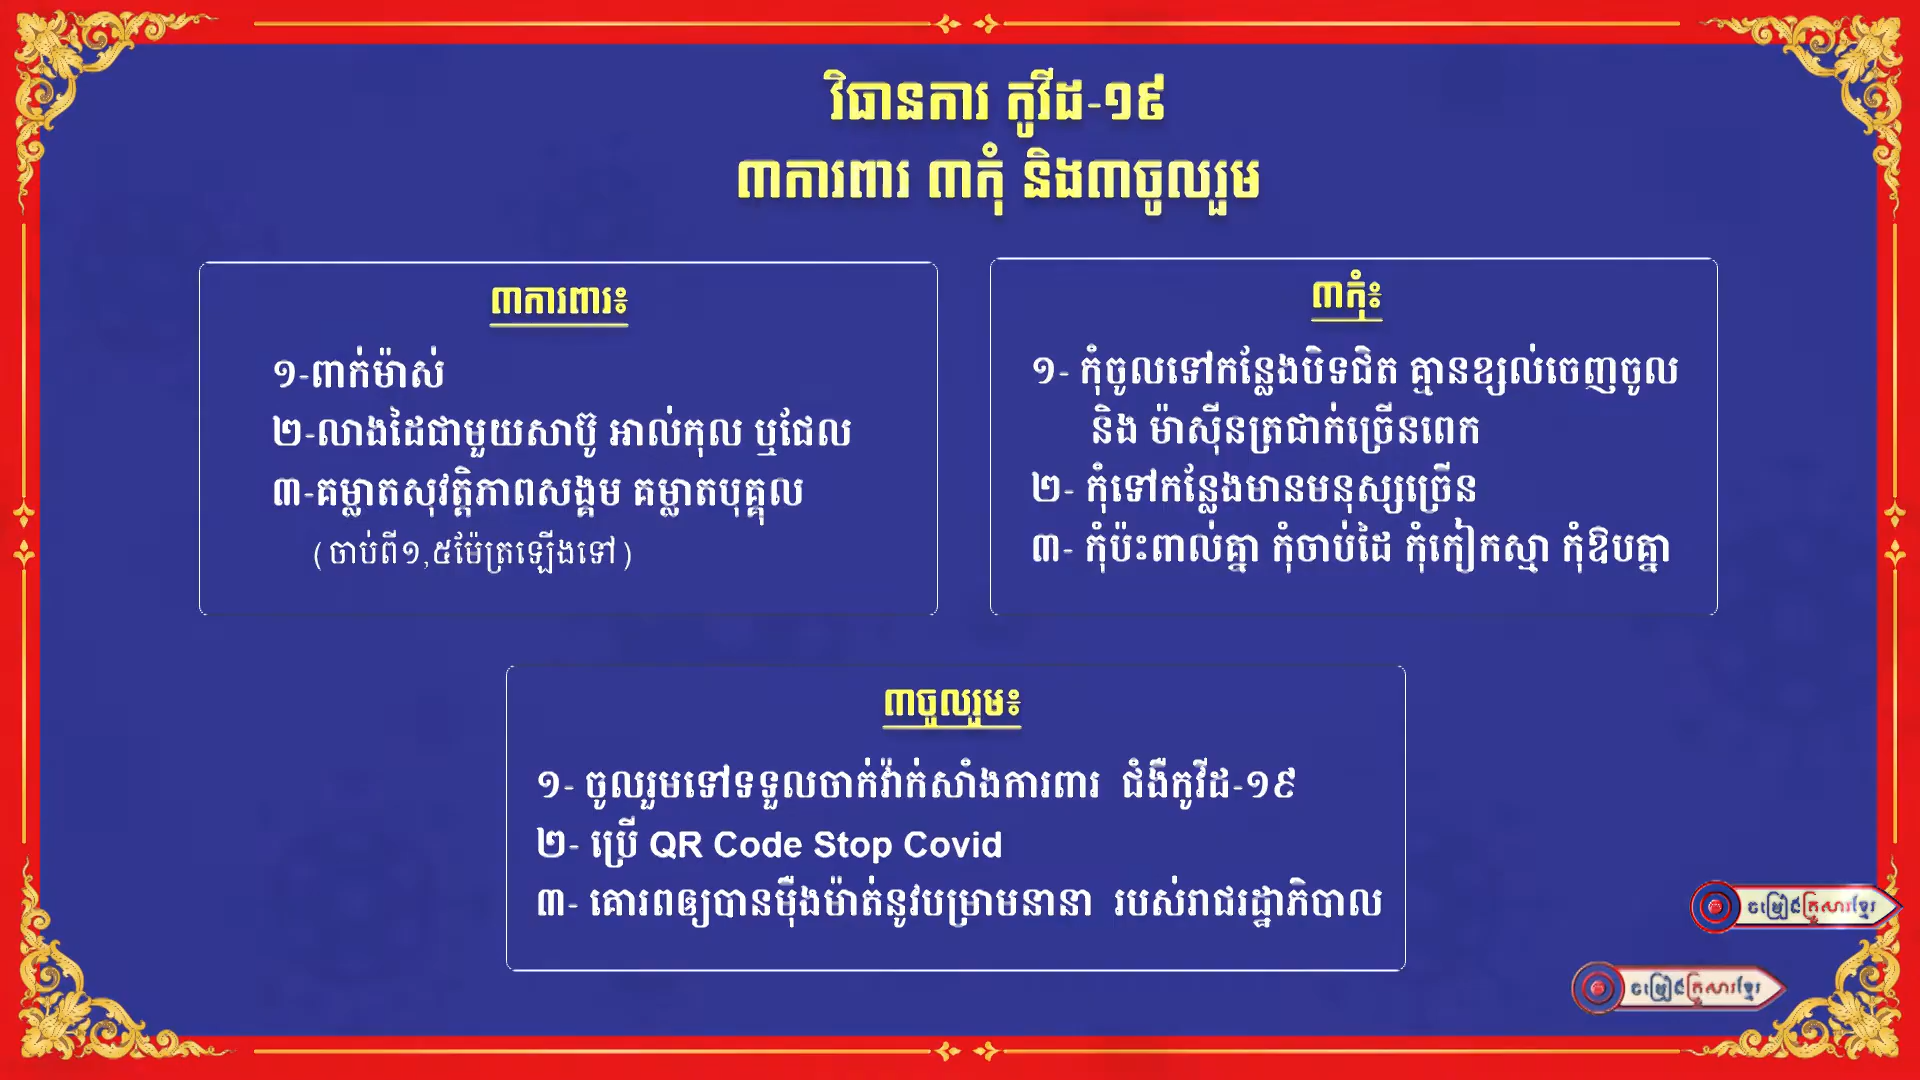 វិធានការ កូវីដ-១៩
៣ការពារ ៣កុំ និង៣ចូលរួម
៣ការពារ៖
១-ពាក់ម៉ាស់
២-លាងដៃជាមួយសាប៊ូ អាល់កុល ឬជែល
៣-គម្លាតសុវត្ថិភាពសង្គម គម្លាតបុគ្គល
(ចាប់ពី១,៥ម៉ែត្រឡើងទៅ)
៣កុំ៖
១- កុំចូលទៅកន្លែងបិទជិត គ្មានខ្យល់ចេញចូល
និង ម៉ាស៊ីនត្រជាក់ច្រើនពេក
២- កុំទៅកន្លែងមានមនុស្សច្រើន
៣- កុំប៉ះពាល់គ្នា កុំចាប់ដៃ កុំកៀកស្មា កុំឱបគ្នា
៣ចូលរួម៖
១- ចូលរួមទៅទទួលចាក់វ៉ាក់សាំងការពារ ជំងឺកូវីដ-១៩
២- ប្រើ QR Code Stop Covid
៣- គោរពឲ្យបានម៉ឺងម៉ាត់នូវបម្រាមនានា របស់រាជរដ្ឋាភិបាល
ចម្រៀងគ្រួសារខ្មែរ
ចម្រៀងគ្រួសារខ្មែរ